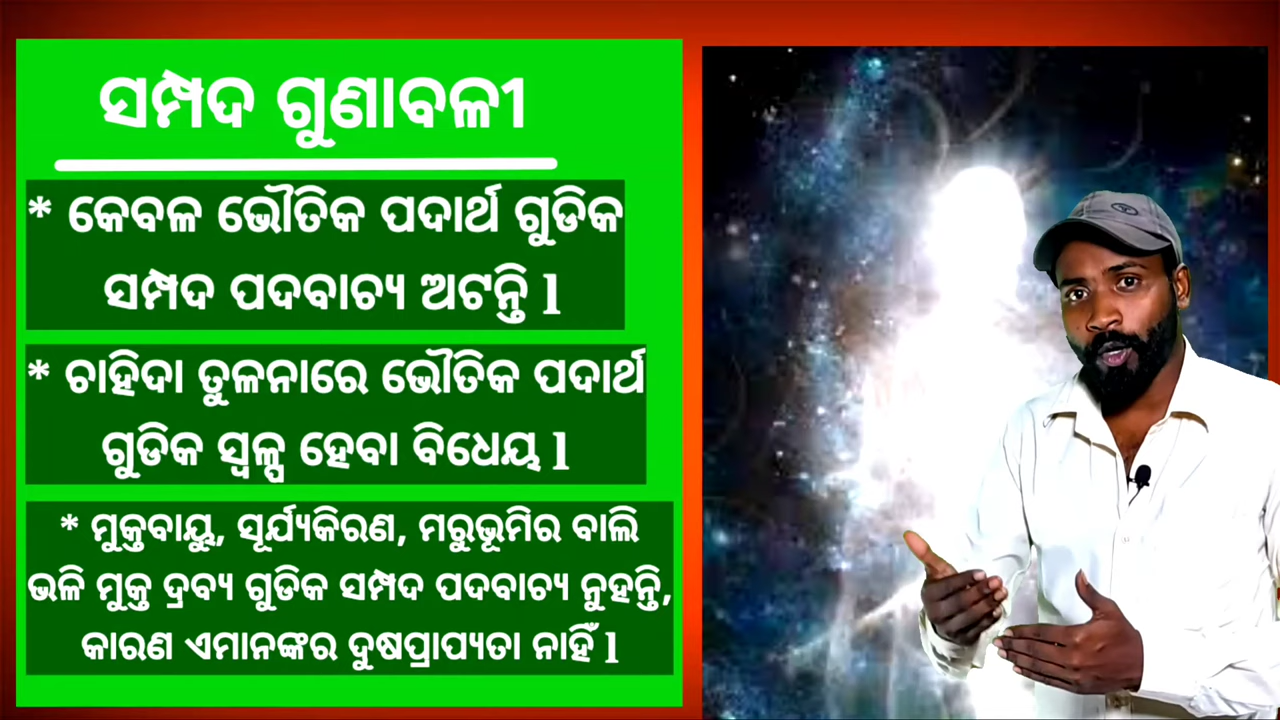 ସମ୍ପଦ ଗୁଣାବଳୀ
* କେବଳ ଭୌତିକ ପଦାର୍ଥ ଗୁଡିକ
ସମ୍ପଦ ପଦବାଚ୍ୟ ଅଟନ୍ତି l
* ଚାହିଦା ତୁଳନାରେ ଭୌତିକ ପଦାର୍ଥ
ଗୁଡିକ ସ୍ୱଳ୍ପ ହେବା ବିଧେୟ l
* ମୁକ୍ତବାୟୁ, ସୂର୍ଯ୍ୟକିରଣ, ମରୁଭୂମିର ବାଲି
ଭଳି ମୁକ୍ତ ଦ୍ରବ୍ୟ ଗୁଡିକ ସମ୍ପଦ ପଦବାଚ୍ୟ ନୁହନ୍ତି,
କାରଣ ଏମାନଙ୍କର ଦୁଷପ୍ରାପ୍ୟତା ନାହିଁ l